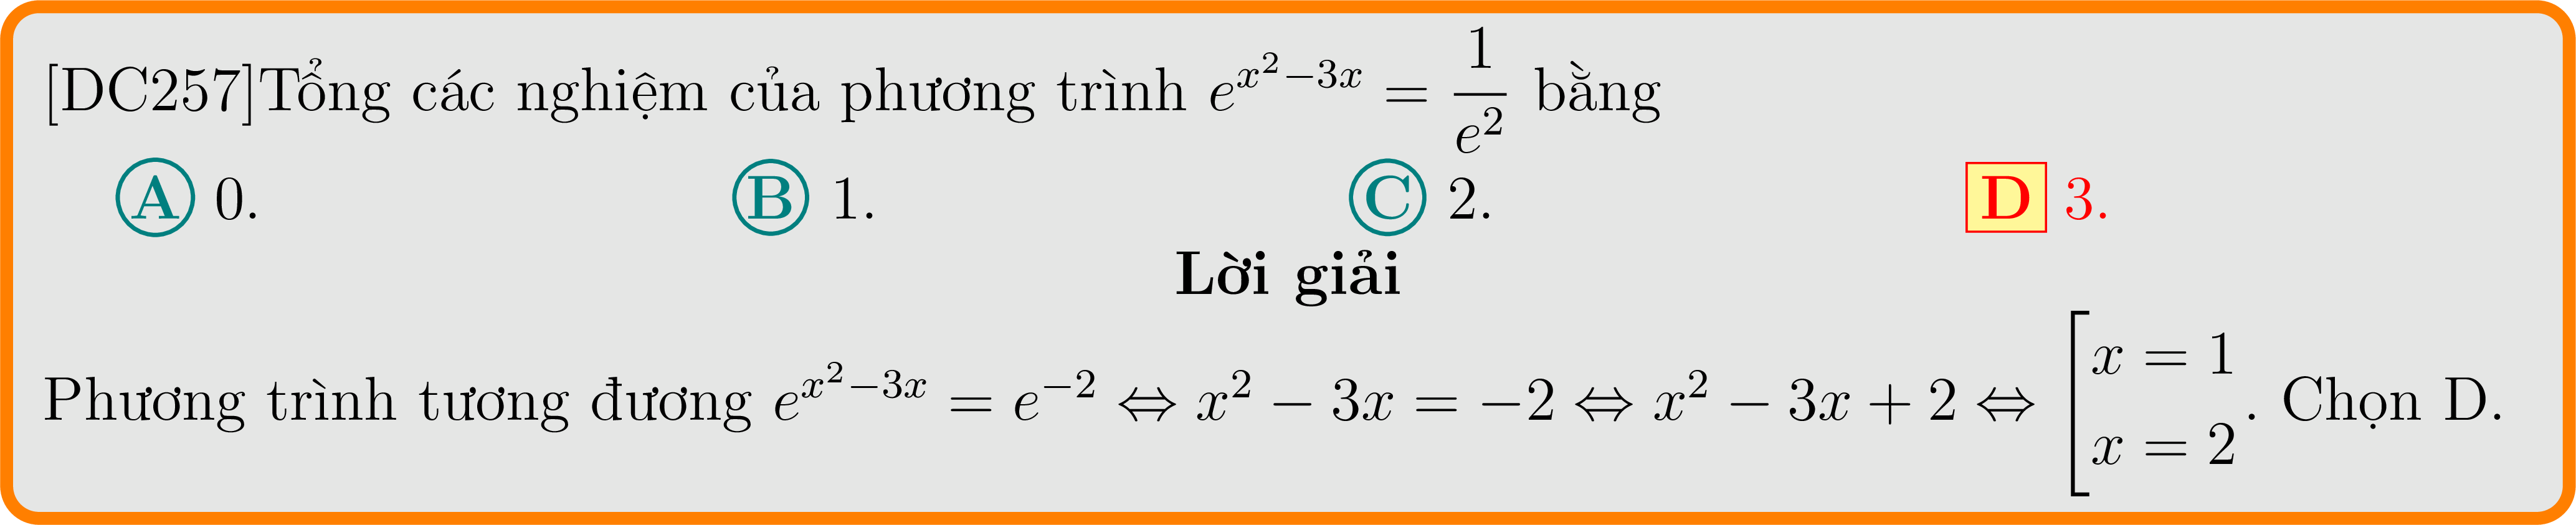 [DC257]Tổng các nghiệm của phương trình $e^{x^2-3x} = \frac{1}{e^2}$ bằng
A 0. B 1. C 2. D 3.
Lời giải
Phương trình tương đương $e^{x^2-3x} = e^{-2} \Leftrightarrow x^2 - 3x = -2 \Leftrightarrow x^2 - 3x + 2 \Leftrightarrow \left[\begin{array}{l} x = 1 \\ x = 2 \end{array}\right.$. Chọn D.